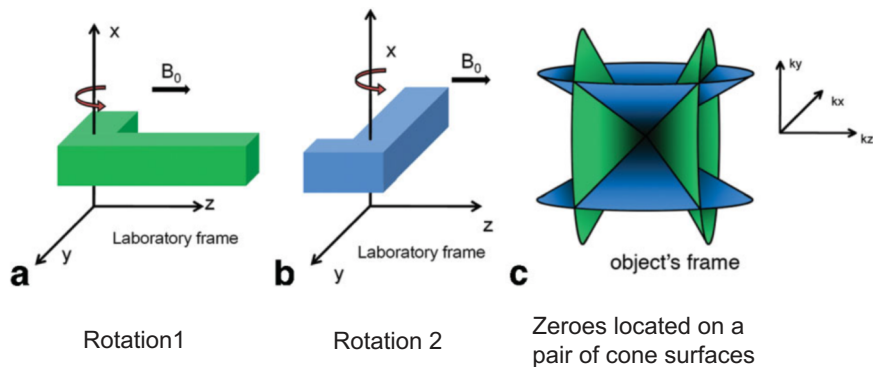 x
B₀
z
Laboratory frame
y
a
Rotation1
x
B₀
z
Laboratory frame
y
b
Rotation 2
ky
kx
kz
object's frame
c
Zeroes located on a
pair of cone surfaces